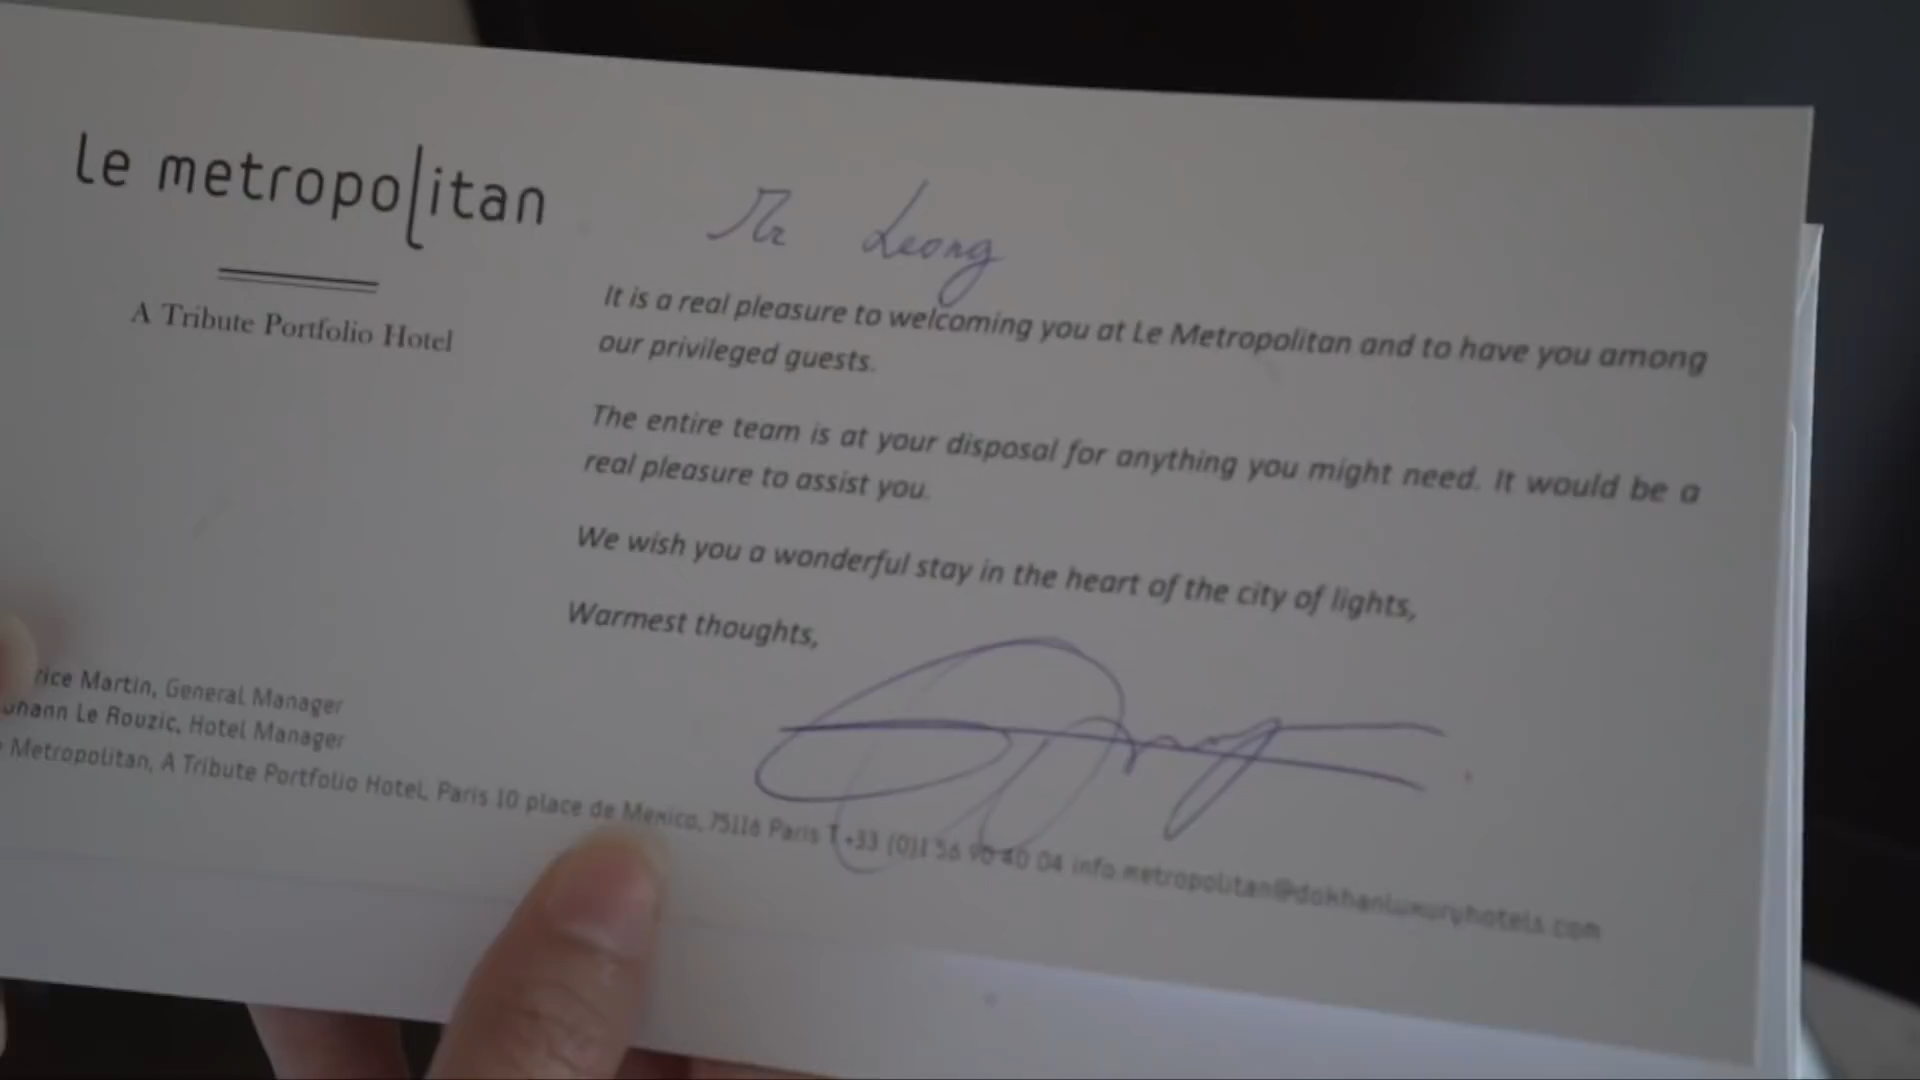 le metropolitan
A Tribute Portfolio Hotel
Mr Leong
It is a real pleasure to welcoming you at Le Metropolitan and to have you among
our privileged guests.
The entire team is at your disposal for anything you might need. It would be a
real pleasure to assist you.
We wish you a wonderful stay in the heart of the city of lights,
Warmest thoughts,
Martin, General Manager
Le Rouzic, Hotel Manager
Metropolitan, A Tribute Portfolio Hotel, Paris 10 place de Mexico, 75116 Paris T +33 (0)1 56 90 40 04 info.metropolitan@dokhanluxuryhotels.com